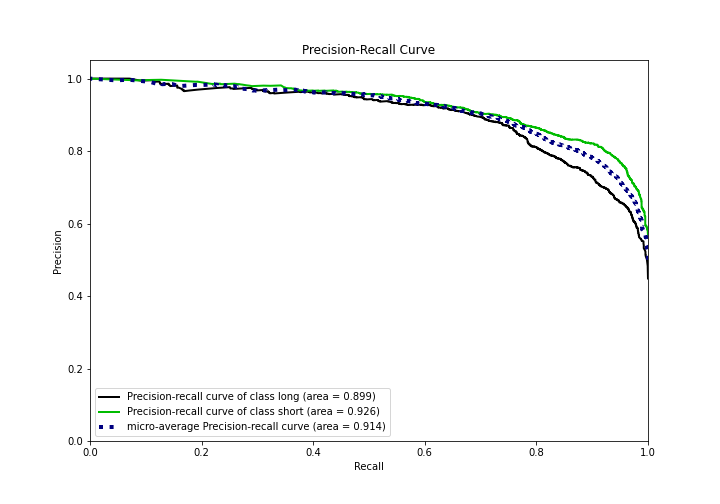 Precision-Recall Curve
1.0
0.8
0.6
0.4
0.2
0.0
Precision
Precision-recall curve of class long (area = 0.899)
Precision-recall curve of class short (area = 0.926)
micro-average Precision-recall curve (area = 0.914)
0.0 0.2 0.4 0.6 0.8 1.0
Recall